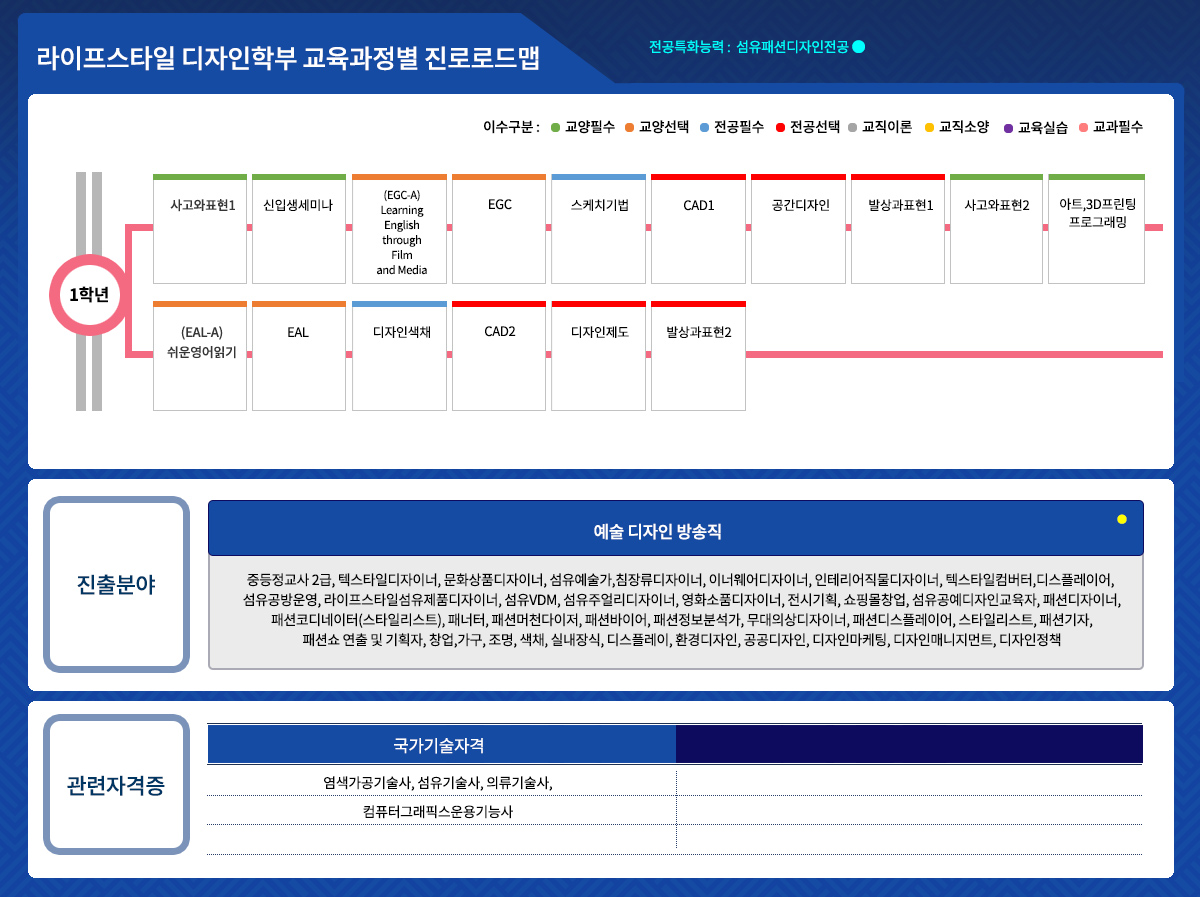 라이프스타일 디자인학부 교육과정별 진로로드맵
전공특화능력 : 섬유패션디자인전공
이수구분 : 교양필수 교양선택 전공필수 전공선택 교직이론 교직소양 교육실습 교과필수
1학년
사고와표현1
신입생세미나
(EGC-A)
Learning
English
through
Film
and Media
EGC
스케치기법
CAD1
공간디자인
발상과표현1
사고와표현2
아트,3D프린팅
프로그래밍
(EAL-A)
쉬운영어읽기
EAL
디자인색채
CAD2
디자인제도
발상과표현2
진출분야
예술 디자인 방송직
중등정교사 2급, 텍스타일디자이너, 문화상품디자이너, 섬유예술가,침장류디자이너, 이너웨어디자이너, 인테리어직물디자이너, 텍스타일컴버터,디스플레이어,
섬유공방운영, 라이프스타일섬유제품디자이너, 섬유VDM, 섬유주얼리디자이너, 영화소품디자이너, 전시기획, 쇼핑몰창업, 섬유공예디자인교육자, 패션디자이너,
패션코디네이터(스타일리스트), 패너터, 패션머천다이저, 패션바이어, 패션정보분석가, 무대의상디자이너, 패션디스플레이어, 스타일리스트, 패션기자,
패션쇼 연출 및 기획자, 창업,가구, 조명, 색채, 실내장식, 디스플레이, 환경디자인, 공공디자인, 디자인마케팅, 디자인매니지먼트, 디자인정책
관련자격증
국가기술자격
염색가공기술사, 섬유기술사, 의류기술사,
컴퓨터그래픽스운용기능사